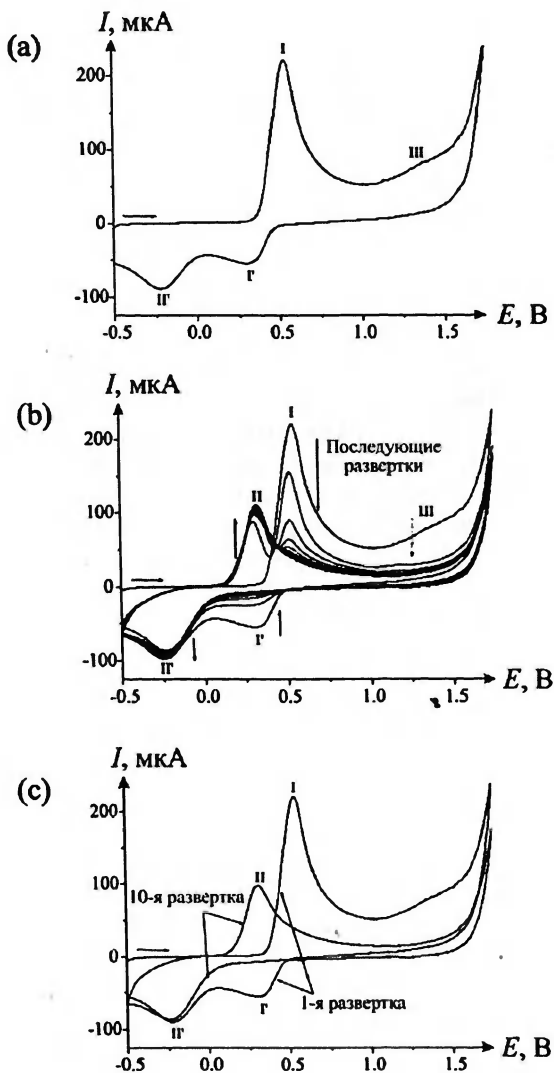 (a)
I, мкА
200
100
0
-100
I
III
I'
II'
-0.5
0.0
0.5
1.0
1.5
E, В
(b)
I, мкА
200
100
0
-100
I
Последующие
развертки
II
III
I'
II'
-0.5
0.0
0.5
1.0
1.5
E, В
(c)
I, мкА
200
100
0
-100
I
II
10-я развертка
1-я развертка
I'
II'
-0.5
0.0
0.5
1.0
1.5
E, В